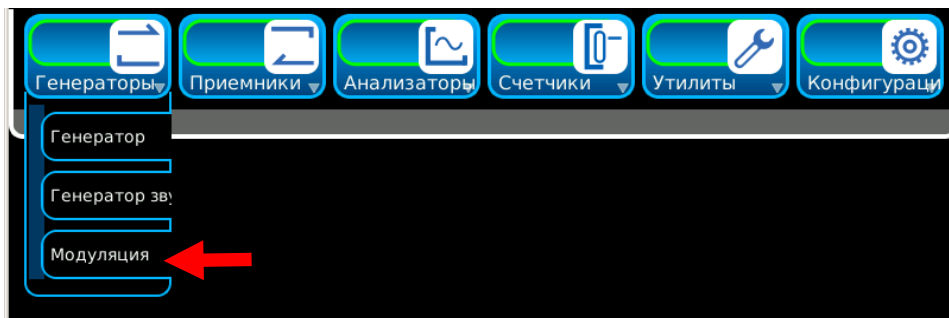 Генераторы Приемники Анализаторы Счетчики Утилиты Конфигураци
Генератор
Генератор зву
Модуляция